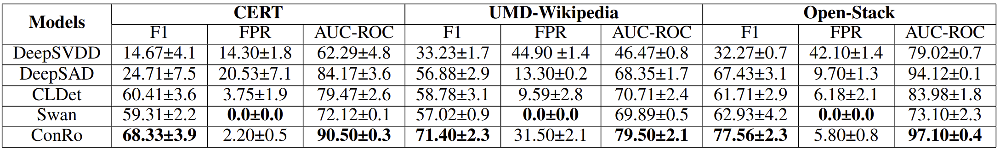 Models CERT UMD-Wikipedia Open-Stack
F1 FPR AUC-ROC F1 FPR AUC-ROC F1 FPR AUC-ROC
DeepSVDD 14.67±4.1 14.30±1.8 62.29±4.8 33.23±1.7 44.90 ±1.4 46.47±0.8 32.27±0.7 42.10±1.4 79.02±0.7
DeepSAD 24.71±7.5 20.53±7.1 84.17±3.6 56.88±2.9 13.30±0.2 68.35±1.7 67.43±3.1 9.70±1.3 94.12±0.1
CLDet 60.41±3.6 3.75±1.9 79.47±2.6 58.78±3.1 9.59±2.8 70.71±2.4 61.71±2.9 6.18±2.1 83.98±1.8
Swan 59.31±2.2 0.0±0.0 72.12±0.1 57.02±0.9 0.0±0.0 69.89±0.5 62.93±4.2 0.0±0.0 73.10±2.3
ConRo 68.33±3.9 2.20±0.5 90.50±0.3 71.40±2.3 31.50±2.1 79.50±2.1 77.56±2.3 5.80±0.8 97.10±0.4